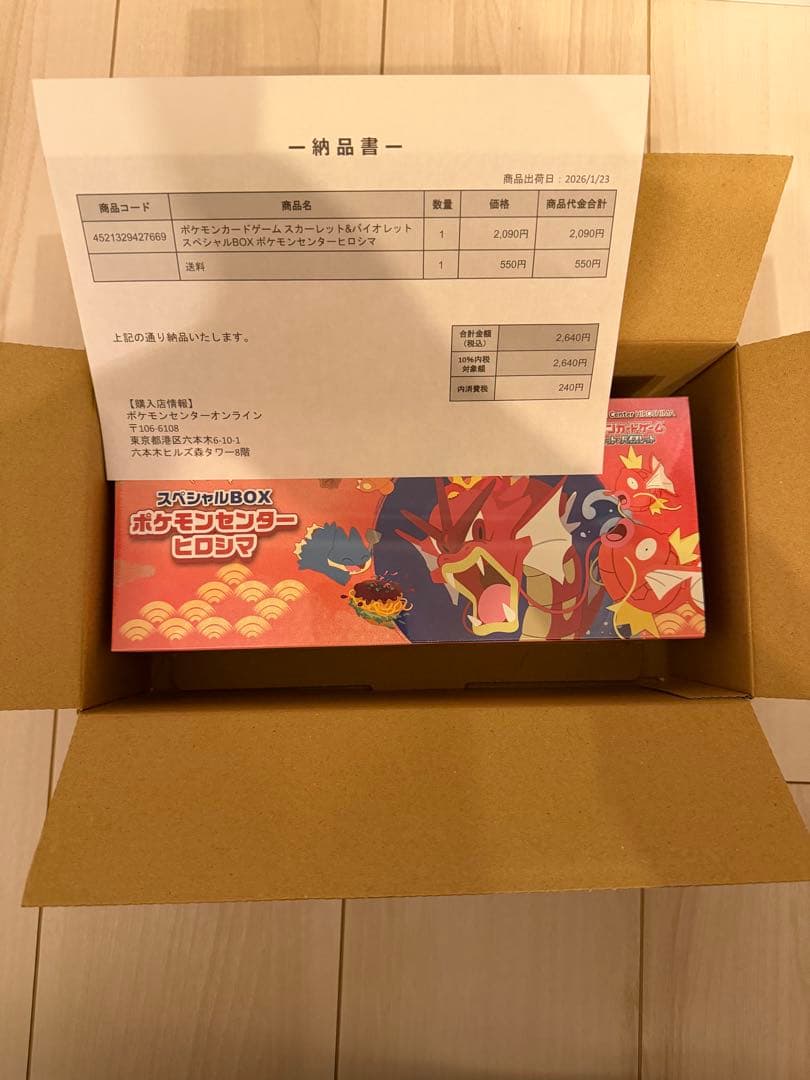 ー納品書ー
商品出荷日：2026/1/23
商品コード 商品名 数量 価格 商品代金合計
4521329427669 ポケモンカードゲーム スカーレット&バイオレット
スペシャルBOX ポケモンセンターヒロシマ 1 2,090円 2,090円
送料 1 550円 550円
上記の通り納品いたします。
合計金額
(税込) 2,640円
10%内税
対象額 2,640円
内消費税 240円
【購入店情報】
ポケモンセンターオンライン
〒106-6108
東京都港区六本木6-10-1
六本木ヒルズ森タワー8階
Center HIROSHIMA
ンカードゲーム
スペシャルBOX
ポケモンセンター
ヒロシマ